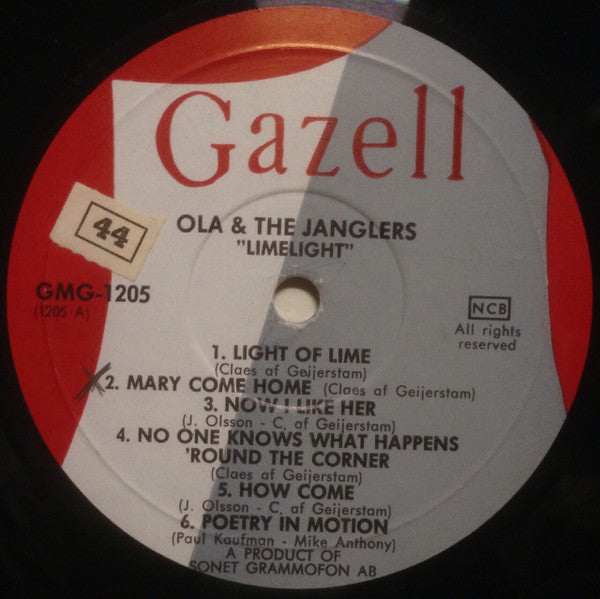 Gazell
44
OLA & THE JANGLERS
"LIMELIGHT"
GMG-1205
(1205 A)
NCB
All rights
reserved
1. LIGHT OF LIME
(Claes af Geijerstam)
X2. MARY COME HOME (Claes af Geijerstam)
3. NOW I LIKE HER
(J. Olsson - C. af Geijerstam)
4. NO ONE KNOWS WHAT HAPPENS
'ROUND THE CORNER
(Claes af Geijerstam)
5. HOW COME
(J. Olsson - C. af Geijerstam)
6. POETRY IN MOTION
(Paul Kaufman - Mike Anthony)
A PRODUCT OF
SONET GRAMMOFON AB